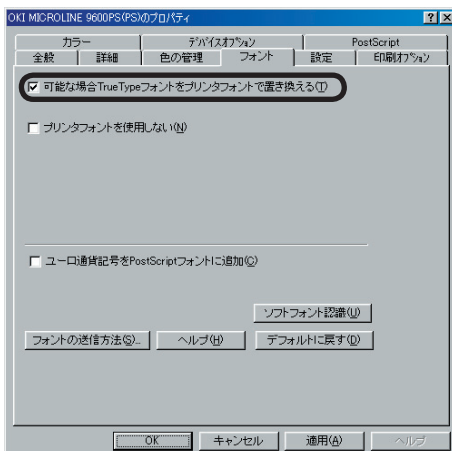 OKI MICROLINE 9600PS(PS)のプロパティ
カラー デバイスオプション PostScript
全般 詳細 色の管理 フォント 設定 印刷オプション
可能な場合TrueTypeフォントをプリンタフォントで置き換える(T)
プリンタフォントを使用しない(N)
ユーロ通貨記号をPostScriptフォントに追加(C)
ソフトフォント認識(U)
フォントの送信方法(S)... ヘルプ(H) デフォルトに戻す(D)
OK キャンセル 適用(A) ヘルプ